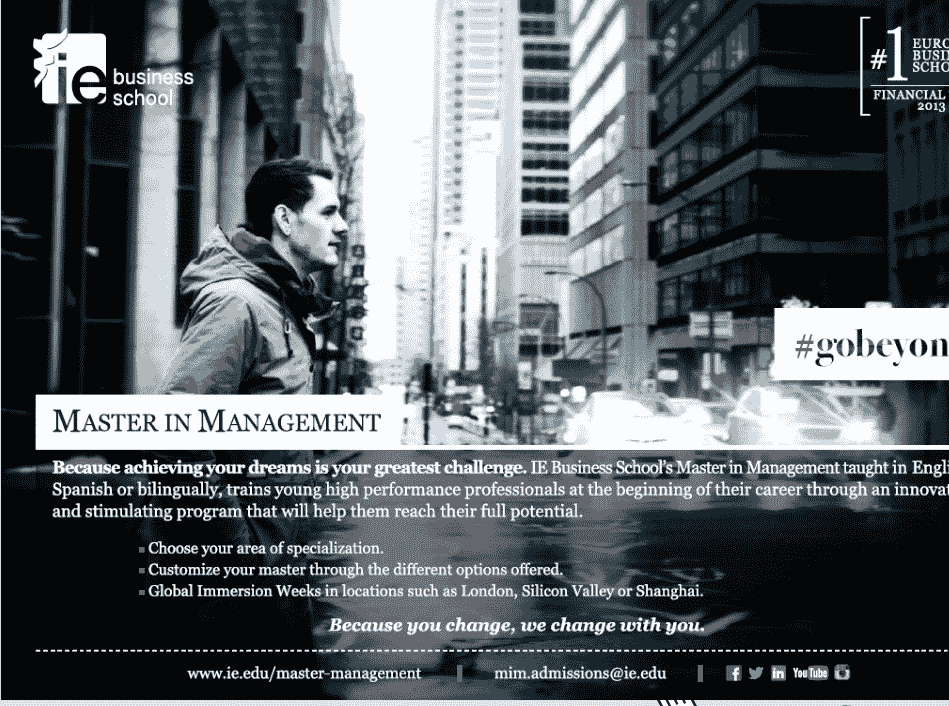 ie business
school
#1
FINANCIAL
2013
#gobeyon
MASTER IN MANAGEMENT
Because achieving your dreams is your greatest challenge. IE Business School's Master in Management taught in Engli
Spanish or bilingually, trains young high performance professionals at the beginning of their career through an innovat
and stimulating program that will help them reach their full potential.
Choose your area of specialization.
Customize your master through the different options offered.
Global Immersion Weeks in locations such as London, Silicon Valley or Shanghai.
Because you change, we change with you.
www.ie.edu/master-management
mim.admissions@ie.edu
f in You Tube